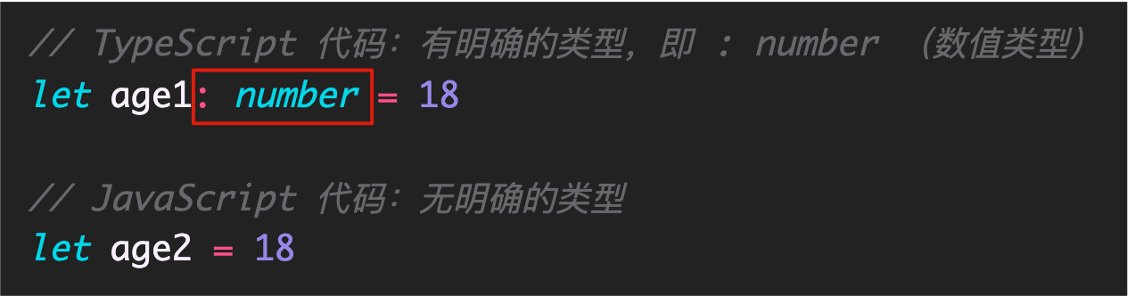 // TypeScript 代码：有明确的类型，即 : number （数值类型）
let age1: number = 18
// JavaScript 代码：无明确的类型
let age2 = 18